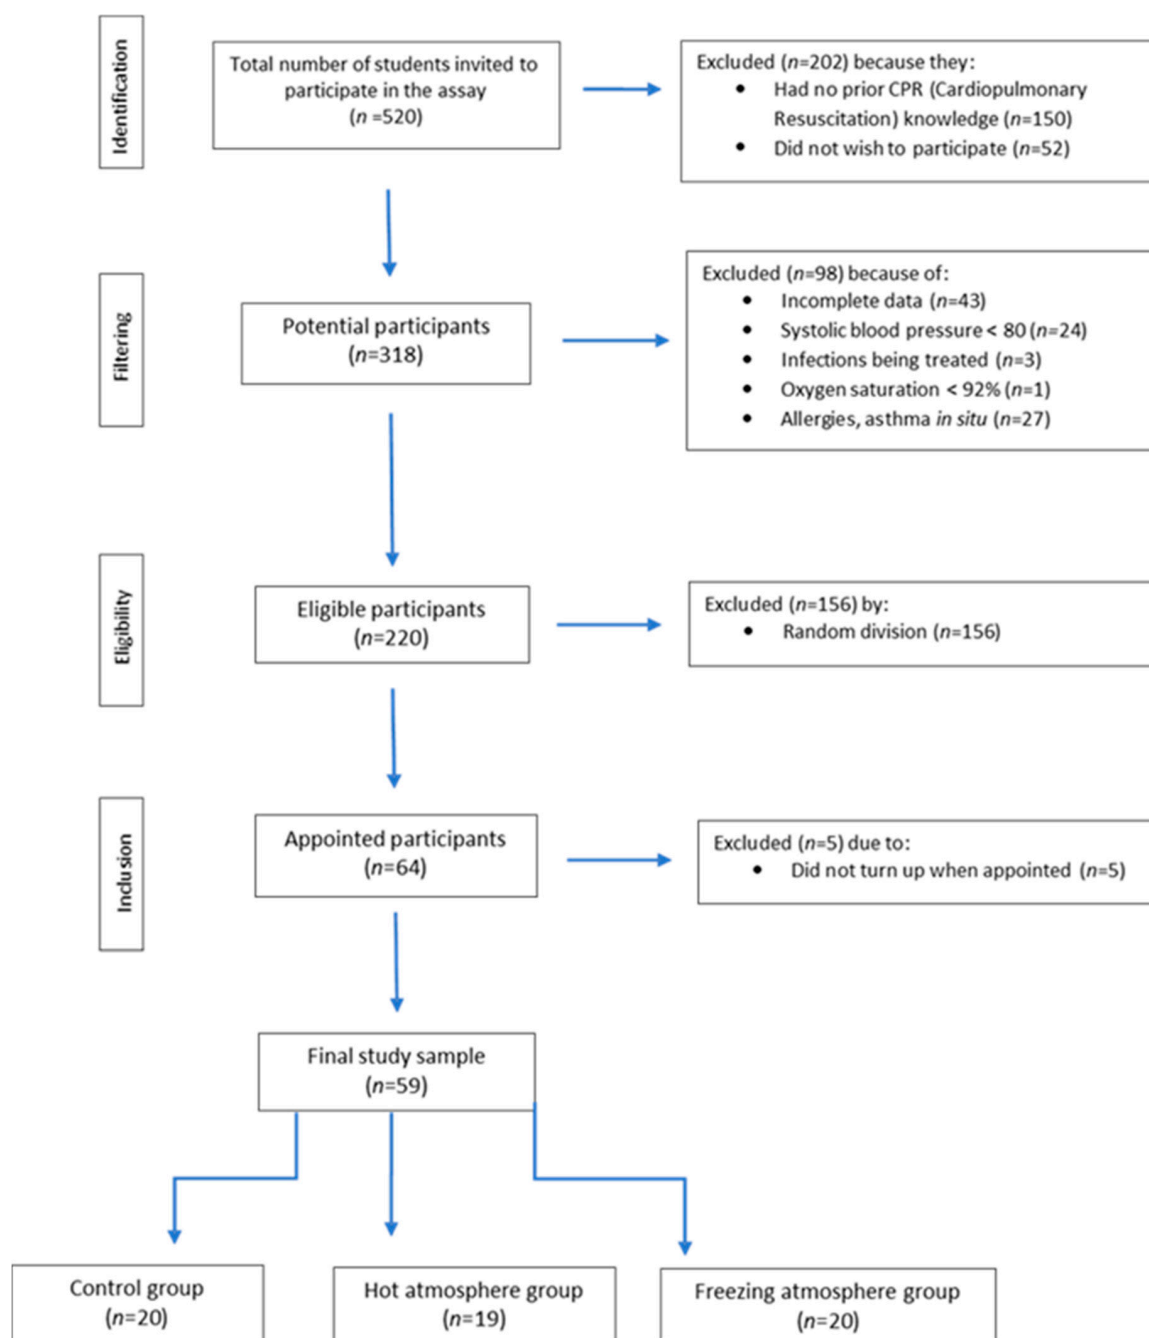 Identification
Total number of students invited to
participate in the assay
(n =520)
Excluded (n=202) because they:
• Had no prior CPR (Cardiopulmonary
Resuscitation) knowledge (n=150)
• Did not wish to participate (n=52)
Filtering
Potential participants
(n=318)
Excluded (n=98) because of:
• Incomplete data (n=43)
• Systolic blood pressure < 80 (n=24)
• Infections being treated (n=3)
• Oxygen saturation < 92% (n=1)
• Allergies, asthma in situ (n=27)
Eligibility
Eligible participants
(n=220)
Excluded (n=156) by:
• Random division (n=156)
Inclusion
Appointed participants
(n=64)
Excluded (n=5) due to:
• Did not turn up when appointed (n=5)
Final study sample
(n=59)
Control group
(n=20)
Hot atmosphere group
(n=19)
Freezing atmosphere group
(n=20)